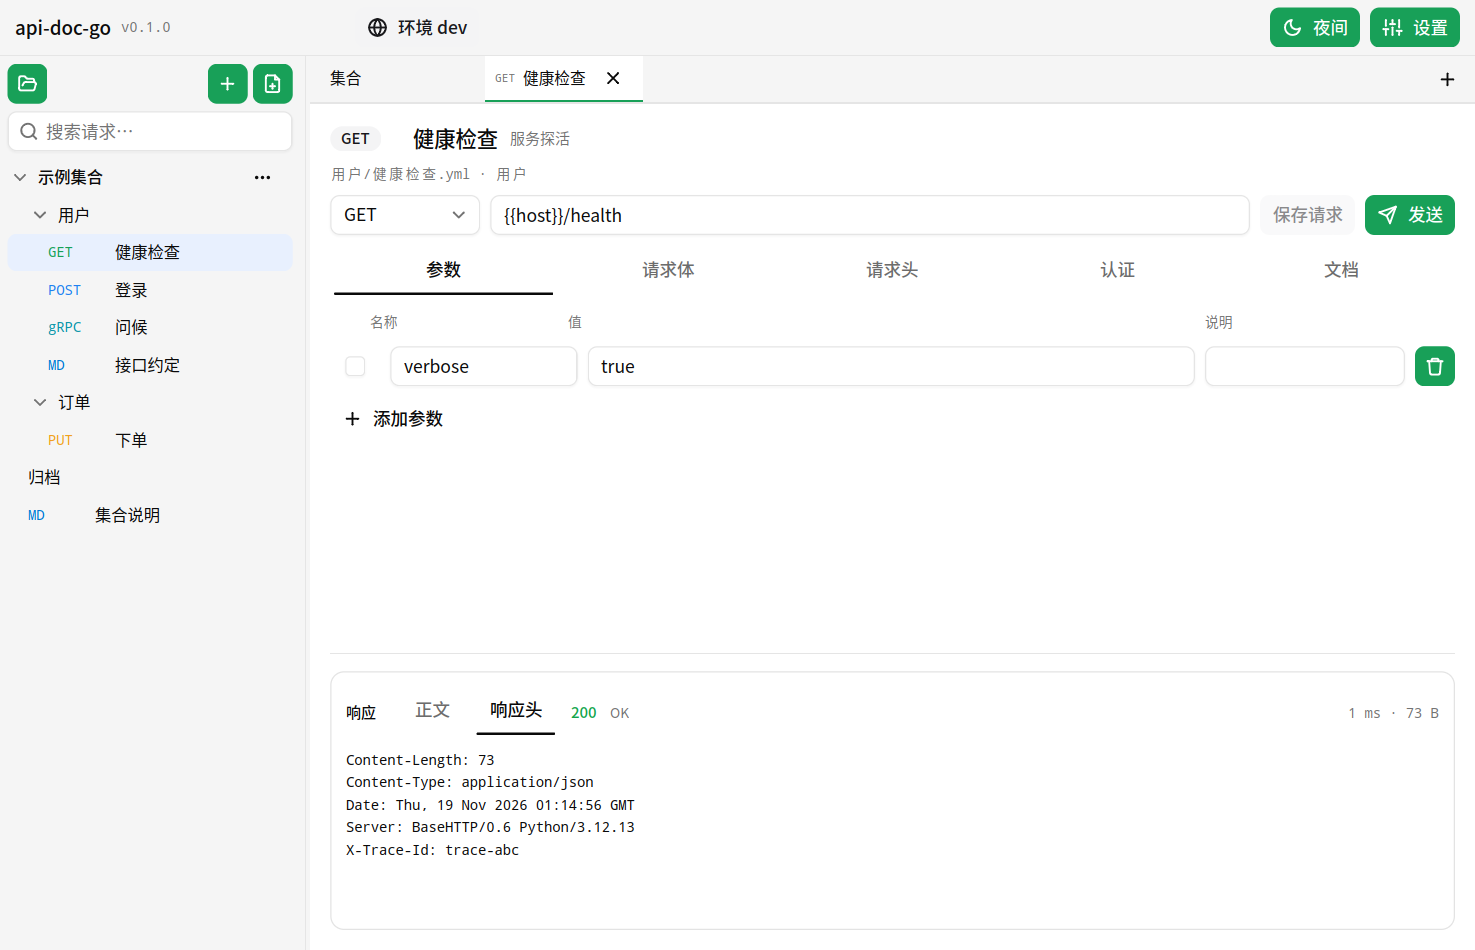 api-doc-go v0.1.0 环境 dev 夜间 设置
集合 GET 健康检查
搜索请求…
示例集合
用户
GET 健康检查
POST 登录
gRPC 问候
MD 接口约定
订单
PUT 下单
归档
MD 集合说明
GET 健康检查 服务探活
用户/健康检查.yml · 用户
GET {{host}}/health 保存请求 发送
参数 请求体 请求头 认证 文档
名称 值 说明
verbose true
添加参数
响应 正文 响应头 200 OK 1 ms · 73 B
Content-Length: 73
Content-Type: application/json
Date: Thu, 19 Nov 2026 01:14:56 GMT
Server: BaseHTTP/0.6 Python/3.12.13
X-Trace-Id: trace-abc